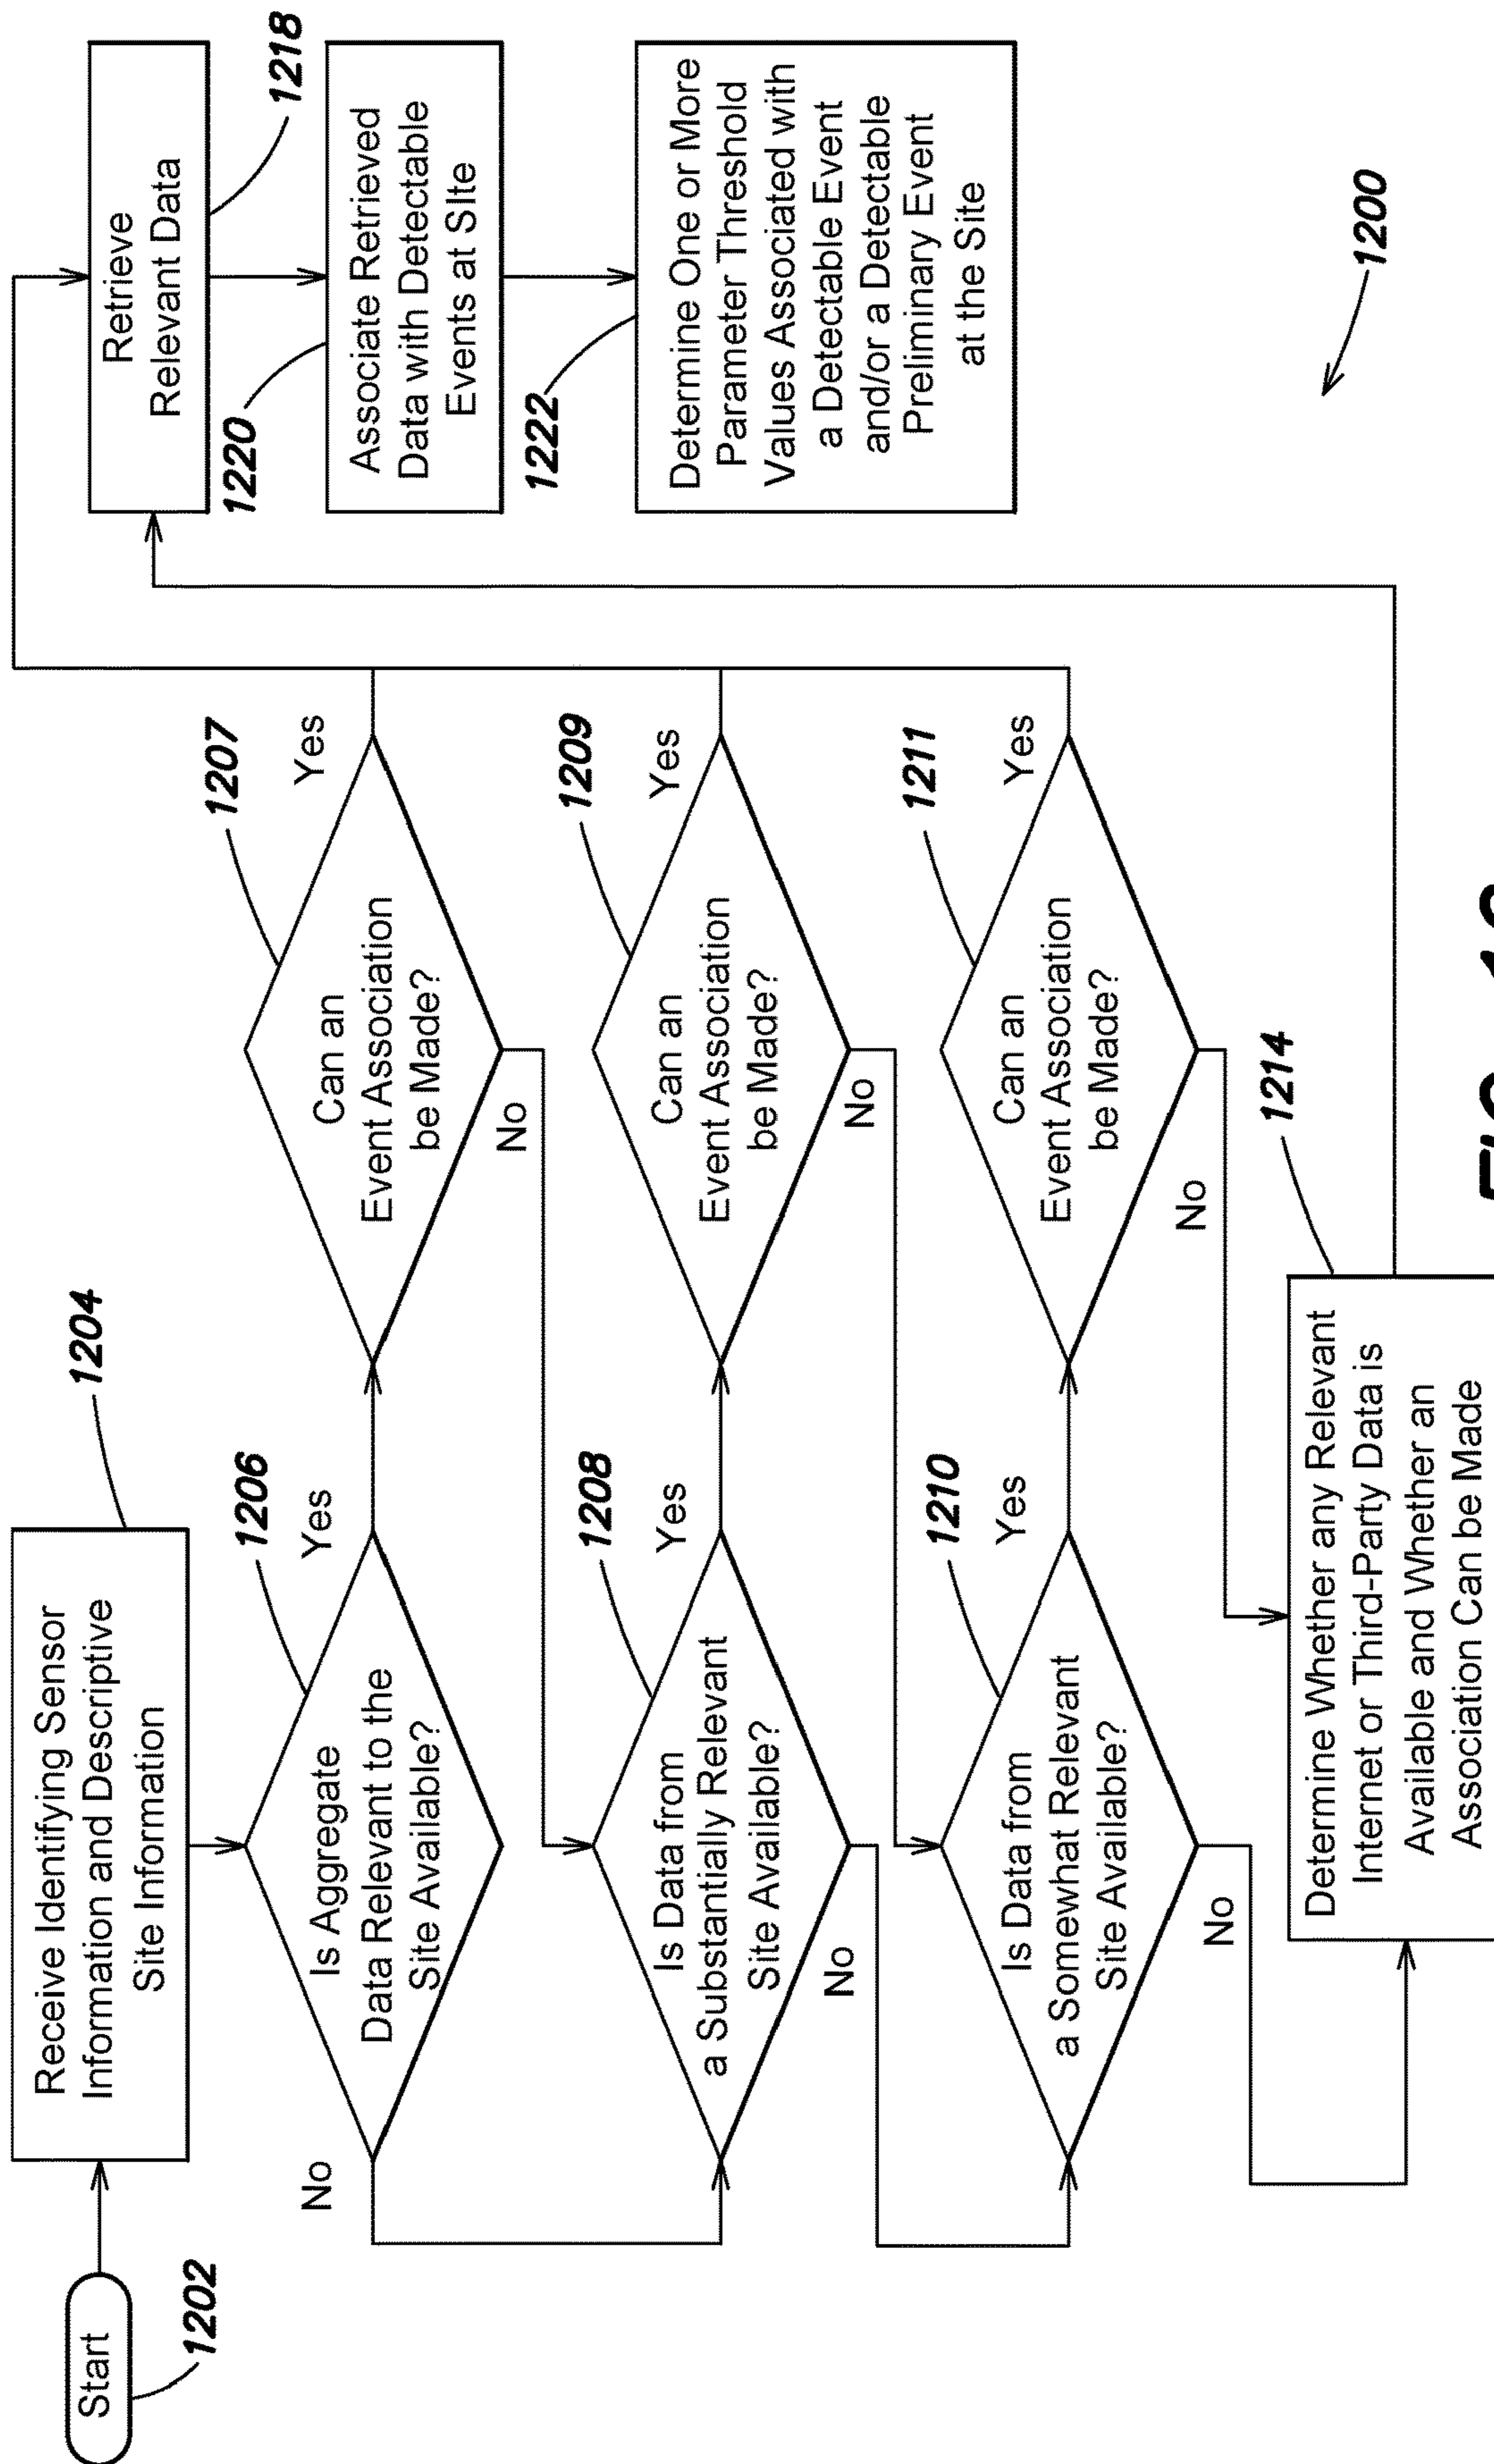 Start
1202
Receive Identifying Sensor
Information and Descriptive
Site Information
1204
Is Aggregate
Data Relevant to the
Site Available?
1206
Yes
No
Can an
Event Association
be Made?
1207
Yes
No
Is Data from
a Substantially Relevant
Site Available?
1208
Yes
No
Can an
Event Association
be Made?
1209
Yes
No
Is Data from
a Somewhat Relevant
Site Available?
1210
Yes
No
Can an
Event Association
be Made?
1211
Yes
No
Determine Whether any Relevant
Internet or Third-Party Data is
Available and Whether an
Association Can be Made
1214
Retrieve
Relevant Data
1218
Associate Retrieved
Data with Detectable
Events at SIte
1220
Determine One or More
Parameter Threshold
Values Associated with
a Detectable Event
and/or a Detectable
Preliminary Event
at the Site
1222
1200